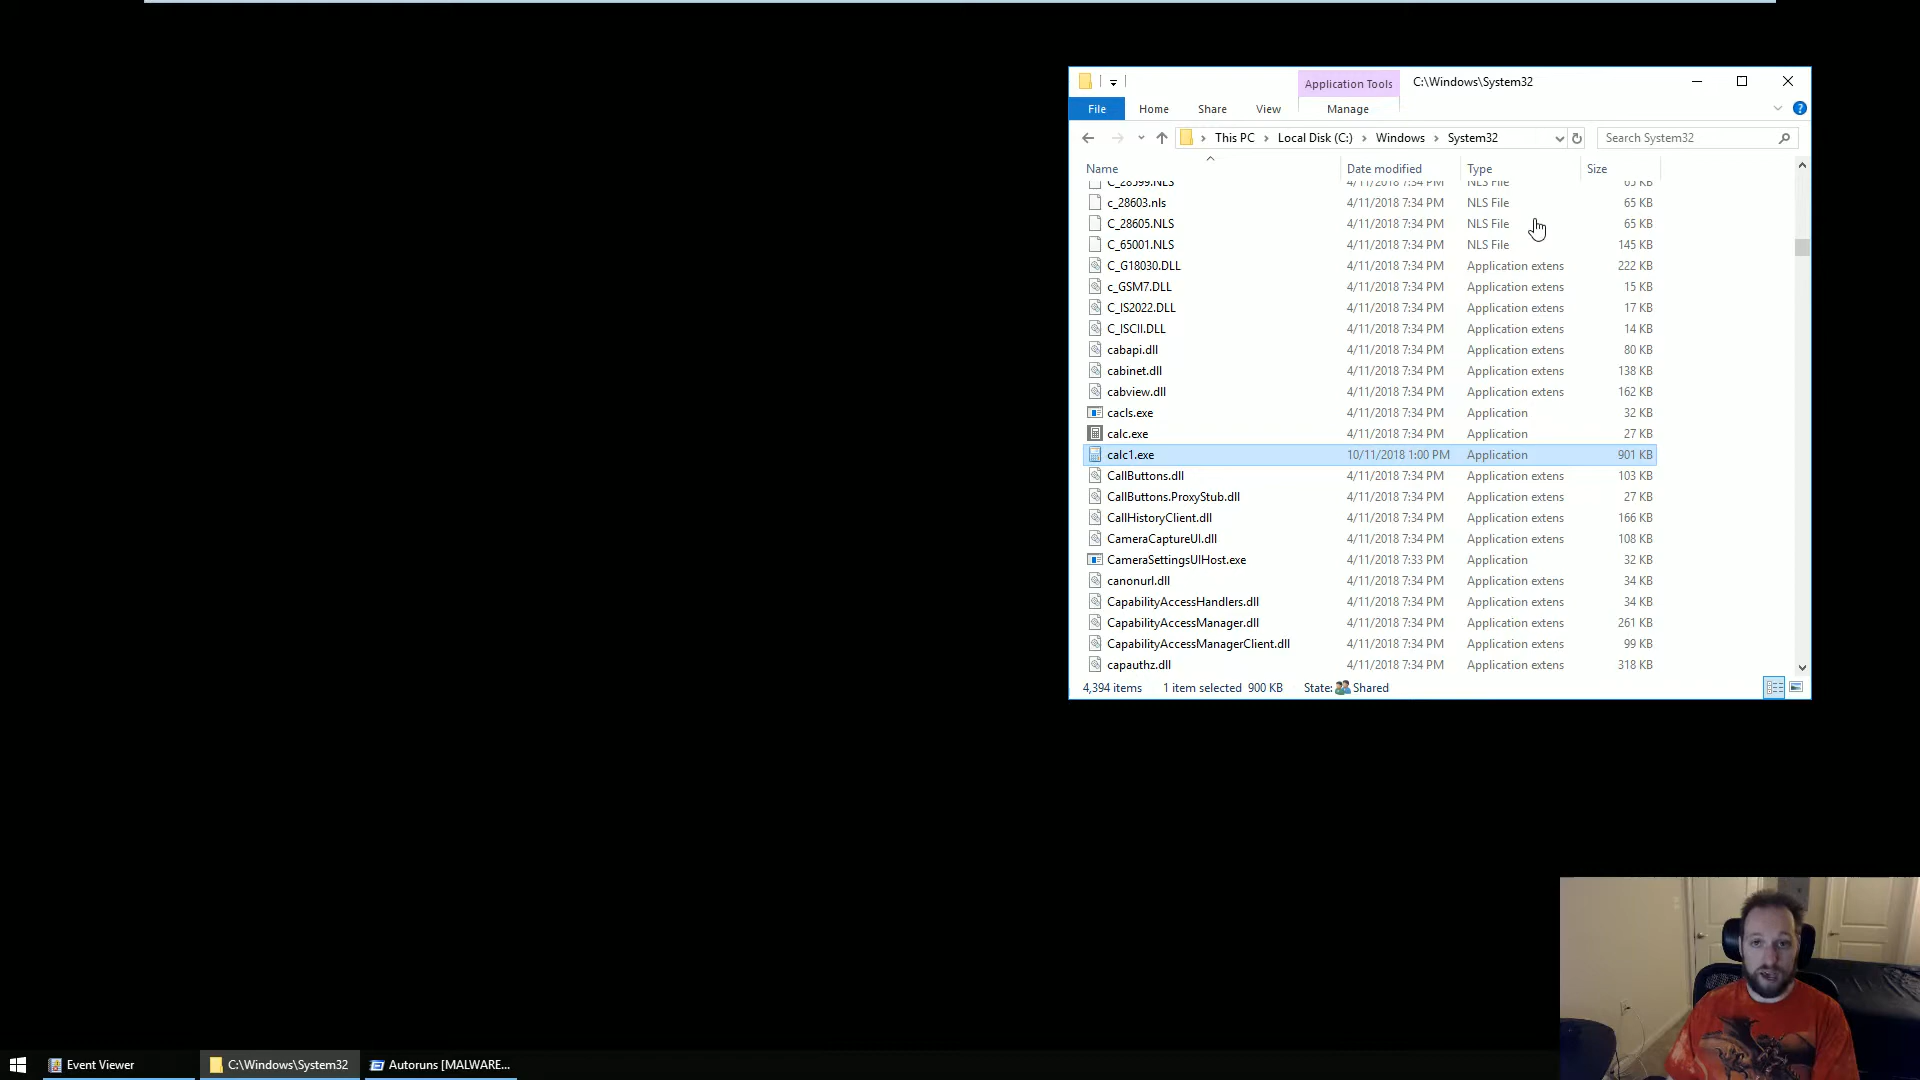 Application Tools C:\Windows\System32
File Home Share View Manage
This PC Local Disk (C:) Windows System32 Search System32
Name Date modified Type Size
C_28599.NLS 4/11/2018 7:34 PM NLS File 65 KB
c_28603.nls 4/11/2018 7:34 PM NLS File 65 KB
C_28605.NLS 4/11/2018 7:34 PM NLS File 65 KB
C_65001.NLS 4/11/2018 7:34 PM NLS File 145 KB
C_G18030.DLL 4/11/2018 7:34 PM Application extens 222 KB
c_GSM7.DLL 4/11/2018 7:34 PM Application extens 15 KB
C_IS2022.DLL 4/11/2018 7:34 PM Application extens 17 KB
C_ISCII.DLL 4/11/2018 7:34 PM Application extens 14 KB
cabapi.dll 4/11/2018 7:34 PM Application extens 80 KB
cabinet.dll 4/11/2018 7:34 PM Application extens 138 KB
cabview.dll 4/11/2018 7:34 PM Application extens 162 KB
cacls.exe 4/11/2018 7:34 PM Application 32 KB
calc.exe 4/11/2018 7:34 PM Application 27 KB
calc1.exe 10/11/2018 1:00 PM Application 901 KB
CallButtons.dll 4/11/2018 7:34 PM Application extens 103 KB
CallButtons.ProxyStub.dll 4/11/2018 7:34 PM Application extens 27 KB
CallHistoryClient.dll 4/11/2018 7:34 PM Application extens 166 KB
CameraCaptureUI.dll 4/11/2018 7:34 PM Application extens 108 KB
CameraSettingsUIHost.exe 4/11/2018 7:33 PM Application 32 KB
canonurl.dll 4/11/2018 7:34 PM Application extens 34 KB
CapabilityAccessHandlers.dll 4/11/2018 7:34 PM Application extens 34 KB
CapabilityAccessManager.dll 4/11/2018 7:34 PM Application extens 261 KB
CapabilityAccessManagerClient.dll 4/11/2018 7:34 PM Application extens 99 KB
capauthz.dll 4/11/2018 7:34 PM Application extens 318 KB
4,394 items 1 item selected 900 KB State: Shared
Event Viewer C:\Windows\System32 Autoruns [MALWARE...